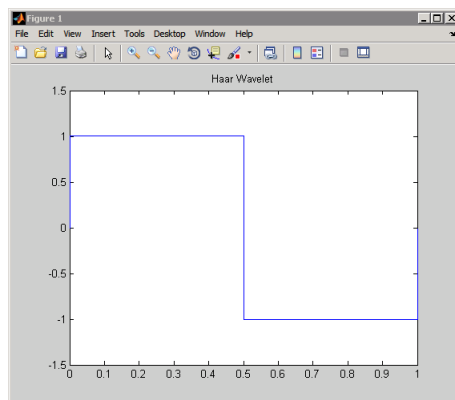 Figure 1
File Edit View Insert Tools Desktop Window Help
Haar Wavelet
1.5
1
0.5
0
-0.5
-1
-1.5
0 0.1 0.2 0.3 0.4 0.5 0.6 0.7 0.8 0.9 1